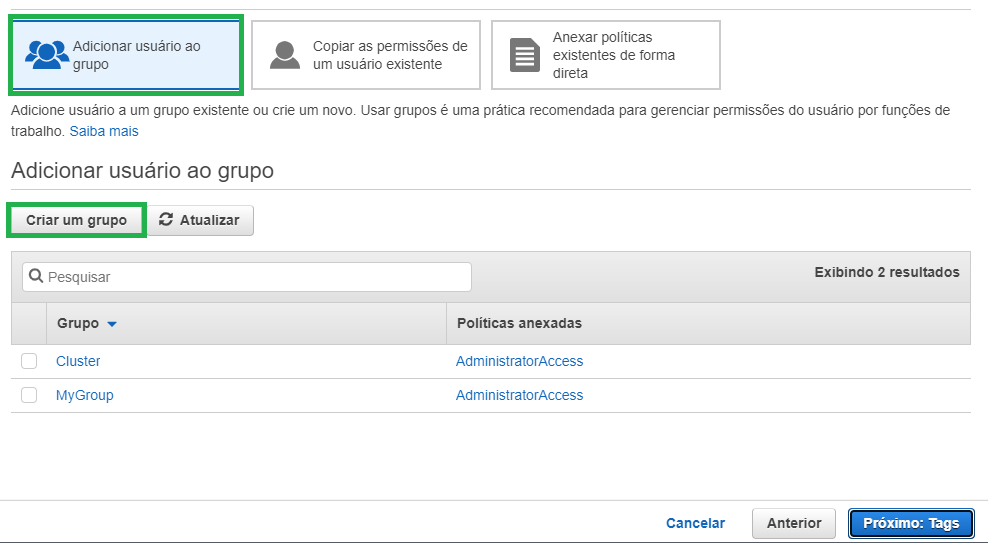 Adicionar usuário ao
grupo
Copiar as permissões de
um usuário existente
Anexar políticas
existentes de forma
direta
Adicione usuário a um grupo existente ou crie um novo. Usar grupos é uma prática recomendada para gerenciar permissões do usuário por funções de
trabalho. Saiba mais
Adicionar usuário ao grupo
Criar um grupo
Atualizar
Pesquisar
Exibindo 2 resultados
Grupo
Políticas anexadas
Cluster
AdministratorAccess
MyGroup
AdministratorAccess
Cancelar
Anterior
Próximo: Tags